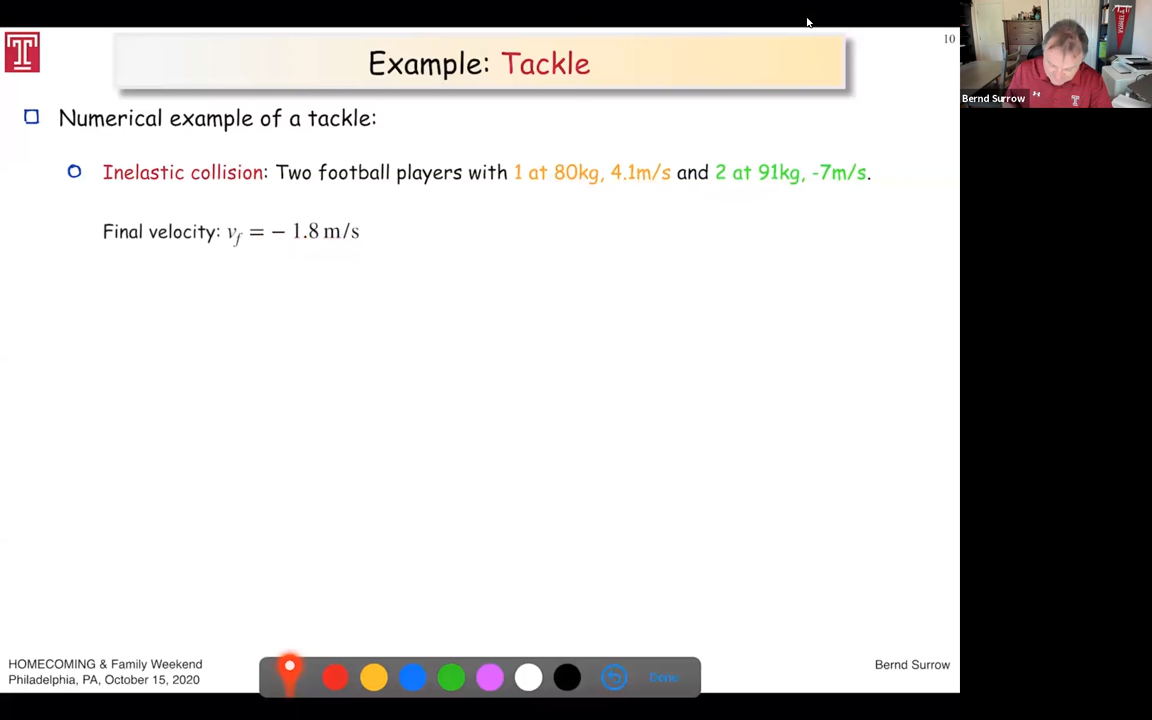 10
Example: Tackle
Bernd Surrow
Numerical example of a tackle:
Inelastic collision: Two football players with 1 at 80kg, 4.1m/s and 2 at 91kg, -7m/s.
Final velocity: v_f = − 1.8 m/s
HOMECOMING & Family Weekend
Philadelphia, PA, October 15, 2020
Done
Bernd Surrow